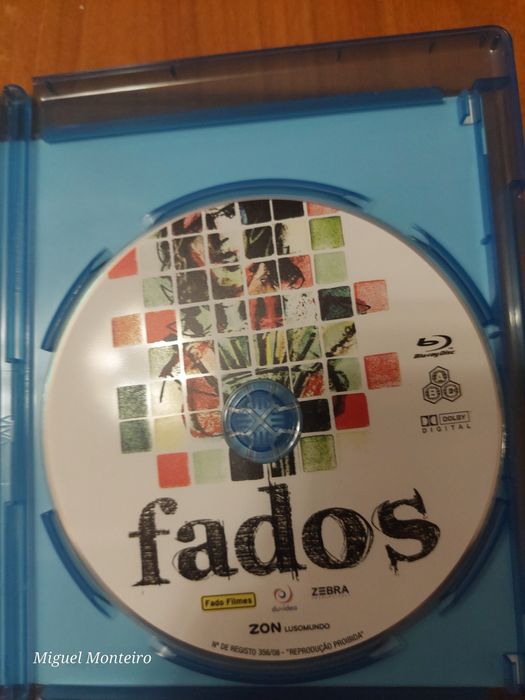 Blu-ray Disc
A
B C
DOLBY
DIGITAL
fados
Fado Filmes
duvideo
ZEBRA
ZON LUSOMUNDO
Nº DE REGISTO 356/08 - "REPRODUÇÃO PROIBIDA"
Miguel Monteiro